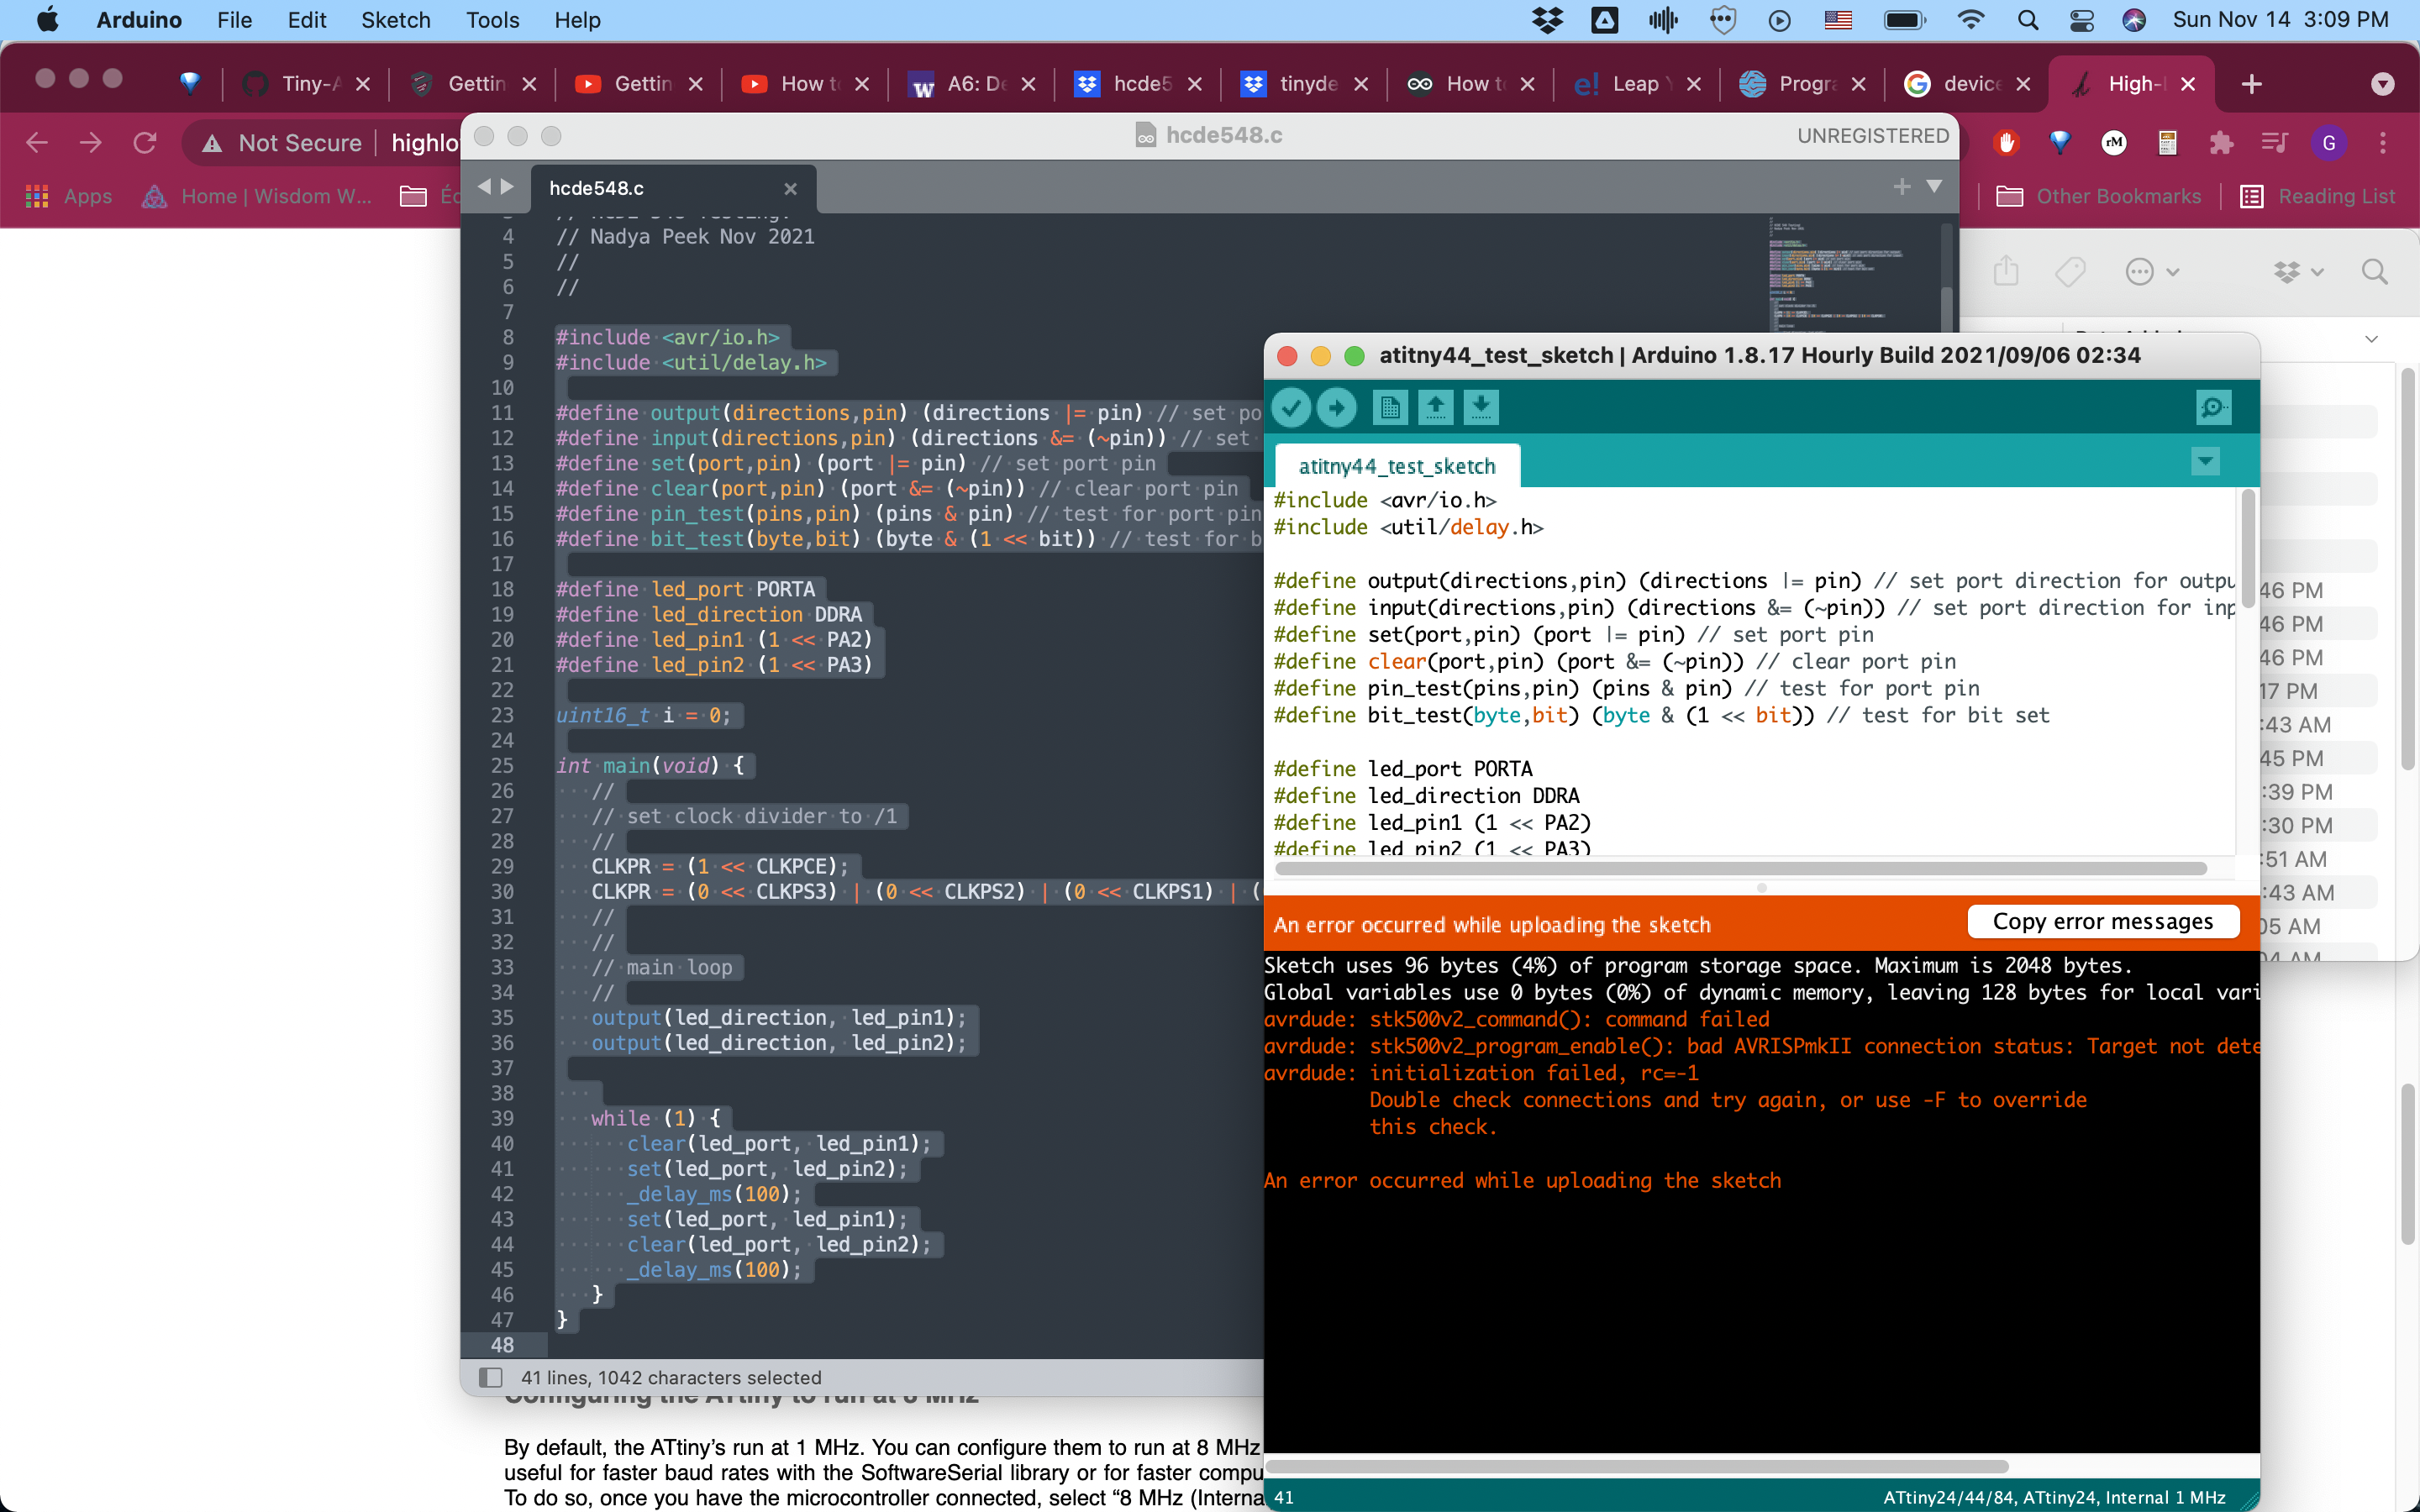 Arduino File Edit Sketch Tools Help Sun Nov 14 3:09 PM
Tiny-A Gettin Gettin How to A6: De hcde5 tinyde How to Leap Y Progra device High-
Not Secure highlo
Apps Home | Wisdom W... Other Bookmarks Reading List
hcde548.c UNREGISTERED
hcde548.c
4 // Nadya Peek Nov 2021
5 //
6 //
7
8 #include <avr/io.h>
9 #include <util/delay.h>
10
11 #define output(directions,pin) (directions |= pin) // set po
12 #define input(directions,pin) (directions &= (~pin)) // set
13 #define set(port,pin) (port |= pin) // set port pin
14 #define clear(port,pin) (port &= (~pin)) // clear port pin
15 #define pin_test(pins,pin) (pins & pin) // test for port pin
16 #define bit_test(byte,bit) (byte & (1 << bit)) // test for b
17
18 #define led_port PORTA
19 #define led_direction DDRA
20 #define led_pin1 (1 << PA2)
21 #define led_pin2 (1 << PA3)
22
23 uint16_t i = 0;
24
25 int main(void) {
26 //
27 // set clock divider to /1
28 //
29 CLKPR = (1 << CLKPCE);
30 CLKPR = (0 << CLKPS3) | (0 << CLKPS2) | (0 << CLKPS1) | (
31 //
32 //
33 // main loop
34 //
35 output(led_direction, led_pin1);
36 output(led_direction, led_pin2);
37
38
39 while (1) {
40 clear(led_port, led_pin1);
41 set(led_port, led_pin2);
42 _delay_ms(100);
43 set(led_port, led_pin1);
44 clear(led_port, led_pin2);
45 _delay_ms(100);
46 }
47 }
48
41 lines, 1042 characters selected
Configuring the ATtiny to run at 8 MHz
By default, the ATtiny's run at 1 MHz. You can configure them to run at 8 MHz
useful for faster baud rates with the SoftwareSerial library or for faster compu
To do so, once you have the microcontroller connected, select "8 MHz (Interna
atitny44_test_sketch | Arduino 1.8.17 Hourly Build 2021/09/06 02:34
atitny44_test_sketch
#include <avr/io.h>
#include <util/delay.h>
#define output(directions,pin) (directions |= pin) // set port direction for outpu
#define input(directions,pin) (directions &= (~pin)) // set port direction for inp
#define set(port,pin) (port |= pin) // set port pin
#define clear(port,pin) (port &= (~pin)) // clear port pin
#define pin_test(pins,pin) (pins & pin) // test for port pin
#define bit_test(byte,bit) (byte & (1 << bit)) // test for bit set
#define led_port PORTA
#define led_direction DDRA
#define led_pin1 (1 << PA2)
#define led_pin2 (1 << PA3)
An error occurred while uploading the sketch Copy error messages
Sketch uses 96 bytes (4%) of program storage space. Maximum is 2048 bytes.
Global variables use 0 bytes (0%) of dynamic memory, leaving 128 bytes for local vari
avrdude: stk500v2_command(): command failed
avrdude: stk500v2_program_enable(): bad AVRISPmkII connection status: Target not dete
avrdude: initialization failed, rc=-1
Double check connections and try again, or use -F to override
this check.
An error occurred while uploading the sketch
41 ATtiny24/44/84, ATtiny24, Internal 1 MHz
:46 PM
:46 PM
:46 PM
:17 PM
:43 AM
:45 PM
:39 PM
:30 PM
:51 AM
:43 AM
:05 AM